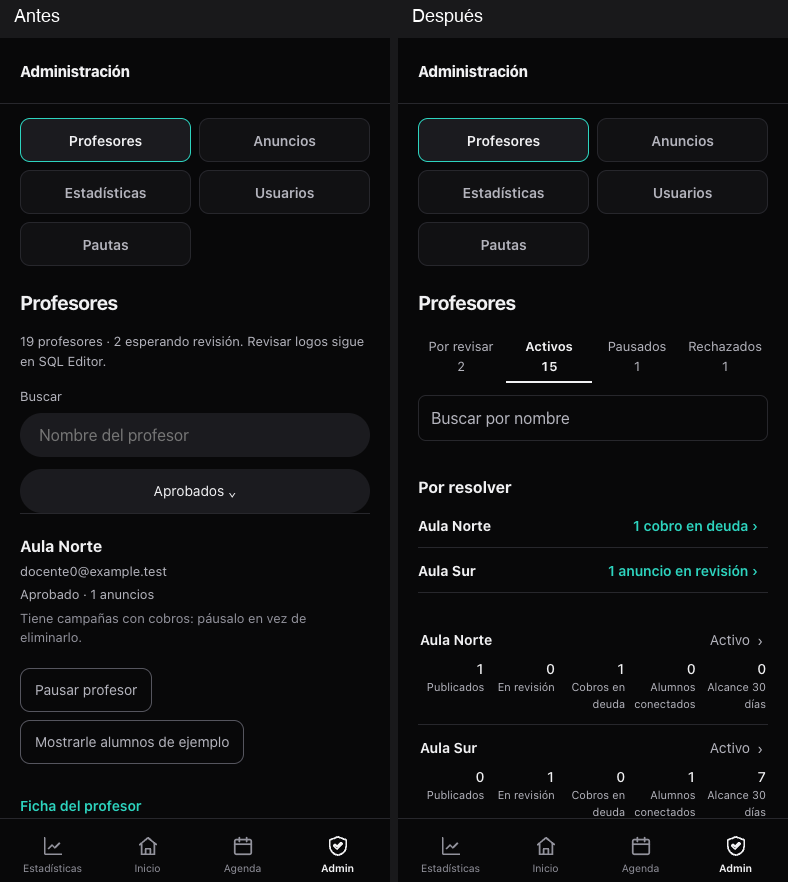 Antes
Administración
Profesores
Anuncios
Estadísticas
Usuarios
Pautas
Profesores
19 profesores · 2 esperando revisión. Revisar logos sigue
en SQL Editor.
Buscar
Nombre del profesor
Aprobados
Aula Norte
docente0@example.test
Aprobado · 1 anuncios
Tiene campañas con cobros: páusalo en vez de
eliminarlo.
Pausar profesor
Mostrarle alumnos de ejemplo
Ficha del profesor
Estadísticas
Inicio
Agenda
Admin
Después
Administración
Profesores
Anuncios
Estadísticas
Usuarios
Pautas
Profesores
Por revisar
2
Activos
15
Pausados
1
Rechazados
1
Buscar por nombre
Por resolver
Aula Norte
1 cobro en deuda ›
Aula Sur
1 anuncio en revisión ›
Aula Norte
Activo ›
1
Publicados
0
En revisión
1
Cobros en
deuda
0
Alumnos
conectados
0
Alcance 30
días
Aula Sur
Activo ›
0
Publicados
1
En revisión
0
Cobros en
deuda
1
Alumnos
conectados
7
Alcance 30
días
Estadísticas
Inicio
Agenda
Admin